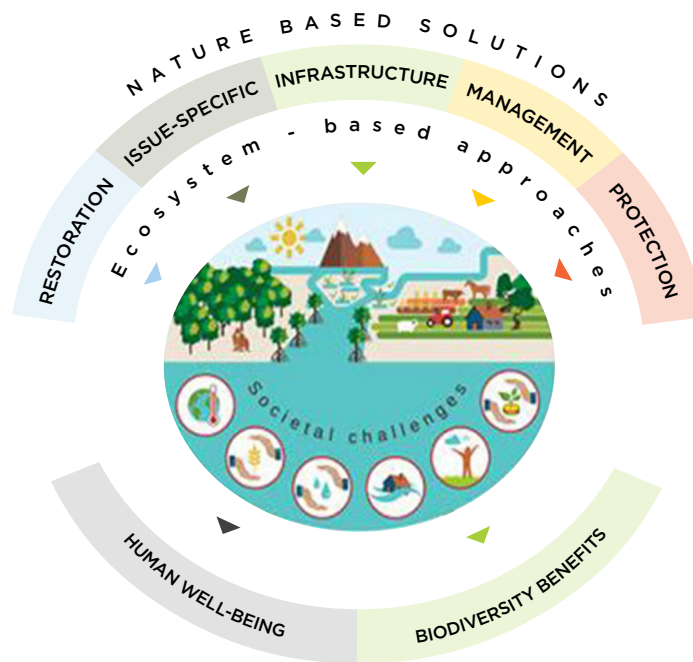 NATURE BASED SOLUTIONS
RESTORATION
ISSUE-SPECIFIC
INFRASTRUCTURE
MANAGEMENT
PROTECTION
Ecosystem - based approaches
Societal challenges
HUMAN WELL-BEING
BIODIVERSITY BENEFITS